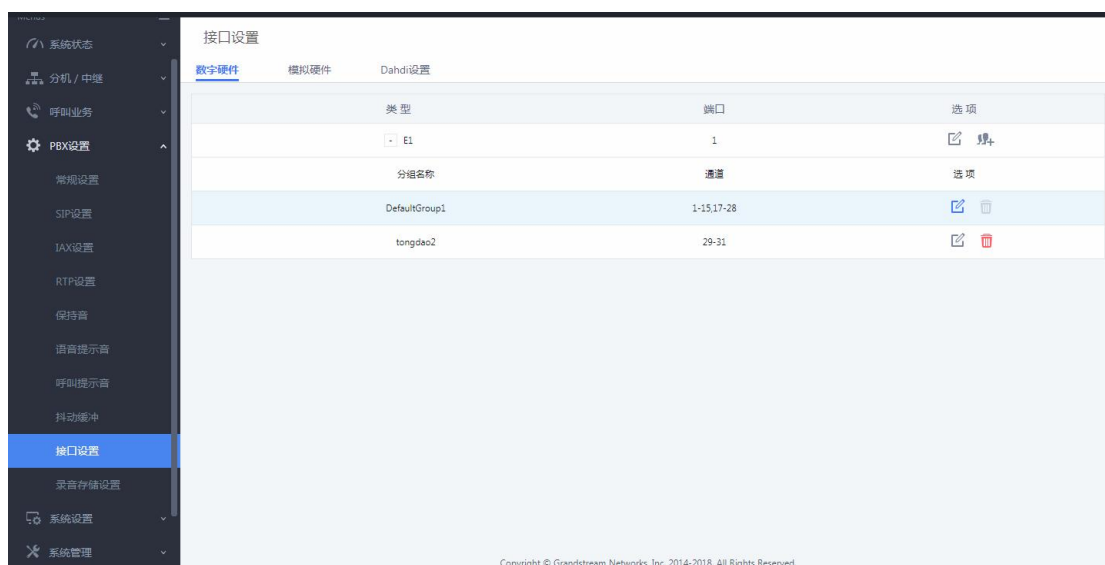 Menus
系统状态
分机 / 中继
呼叫业务
PBX设置
常规设置
SIP设置
IAX设置
RTP设置
保持音
语音提示音
呼叫提示音
抖动缓冲
接口设置
录音存储设置
系统设置
系统管理
接口设置
数字硬件 模拟硬件 Dahdi设置
类型 端口 选项
- E1 1
分组名称 通道 选项
DefaultGroup1 1-15,17-28
tongdao2 29-31
Copyright © Grandstream Networks, Inc. 2014-2018. All Rights Reserved.